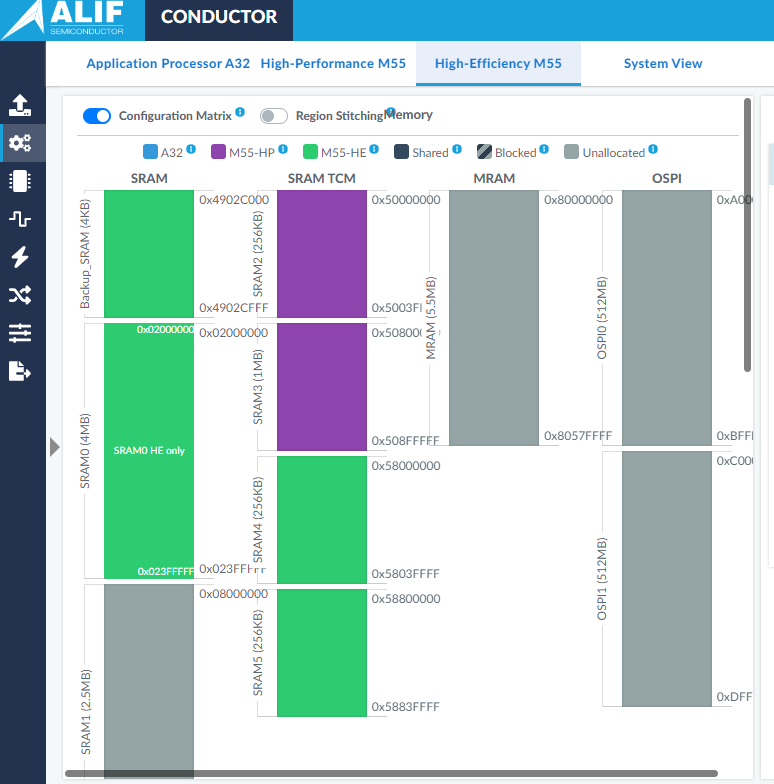 ALIF
SEMICONDUCTOR
CONDUCTOR
Application Processor A32
High-Performance M55
High-Efficiency M55
System View
Configuration Matrix
Region Stitching
Memory
A32
M55-HP
M55-HE
Shared
Blocked
Unallocated
SRAM
SRAM TCM
MRAM
OSPI
Backup_SRAM (4KB)
0x4902C000
0x4902CFFF
SRAM0 (4MB)
0x02000000
0x02000000
SRAM0 HE only
0x023FFFFF
0x023FFFFF
SRAM1 (2.5MB)
0x08000000
SRAM2 (256KB)
0x50000000
0x5003F
SRAM3 (1MB)
0x50800
0x508FFFFF
SRAM4 (256KB)
0x58000000
0x5803FFFF
SRAM5 (256KB)
0x58800000
0x5883FFFF
MRAM (5.5MB)
0x80000000
0x8057FFFF
OSPI0 (512MB)
0xA00
0xBFF
OSPI1 (512MB)
0xC00
0xDFF